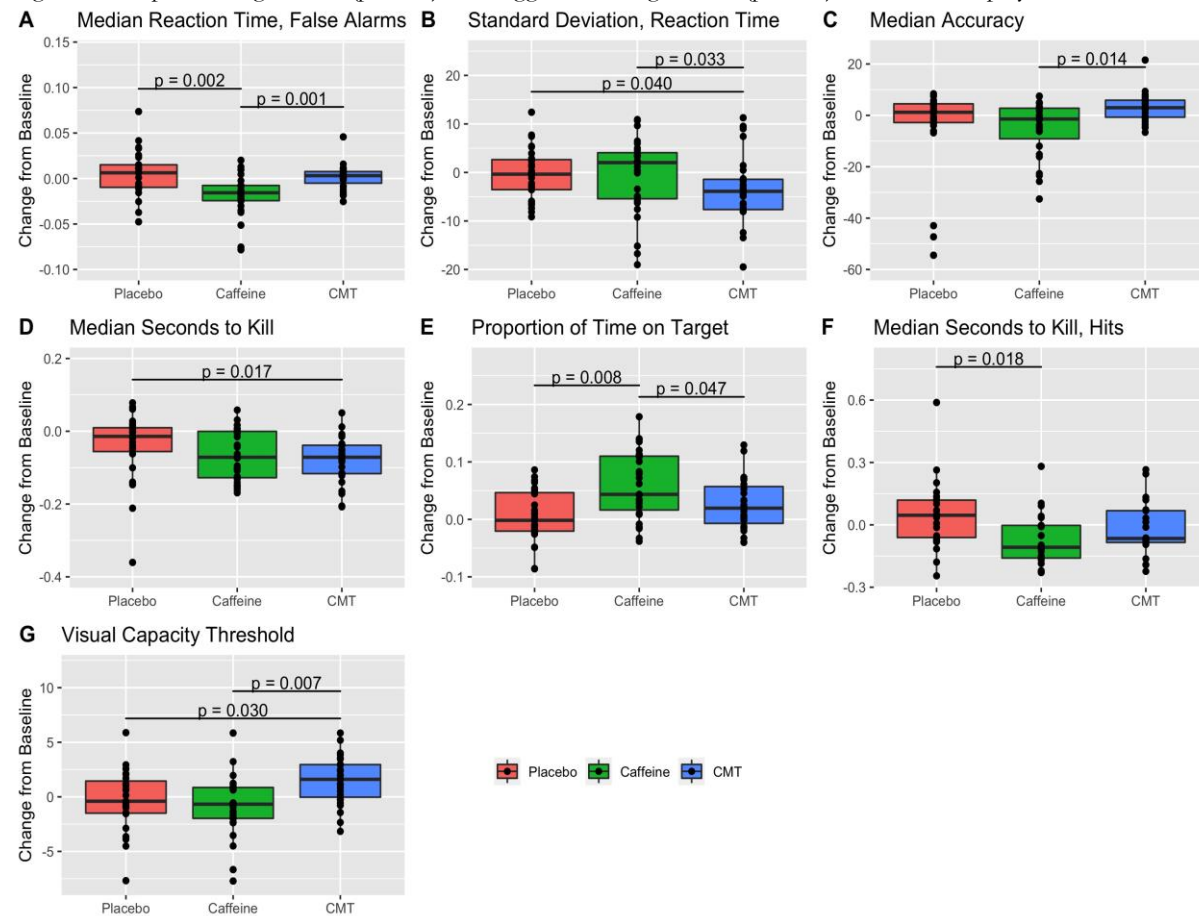 A Median Reaction Time, False Alarms
B Standard Deviation, Reaction Time
C Median Accuracy
Change from Baseline
0.15
0.10
0.05
0.00
-0.05
-0.10
p = 0.002
p = 0.001
Placebo Caffeine CMT
Change from Baseline
20
10
0
-10
-20
p = 0.033
p = 0.040
Placebo Caffeine CMT
Change from Baseline
20
0
-20
-40
-60
p = 0.014
Placebo Caffeine CMT
D Median Seconds to Kill
E Proportion of Time on Target
F Median Seconds to Kill, Hits
Change from Baseline
0.2
0.0
-0.2
-0.4
p = 0.017
Placebo Caffeine CMT
Change from Baseline
0.2
0.1
0.0
-0.1
p = 0.008
p = 0.047
Placebo Caffeine CMT
Change from Baseline
0.6
0.3
0.0
-0.3
p = 0.018
Placebo Caffeine CMT
G Visual Capacity Threshold
Change from Baseline
10
5
0
-5
p = 0.007
p = 0.030
Placebo Caffeine CMT
Placebo Caffeine CMT